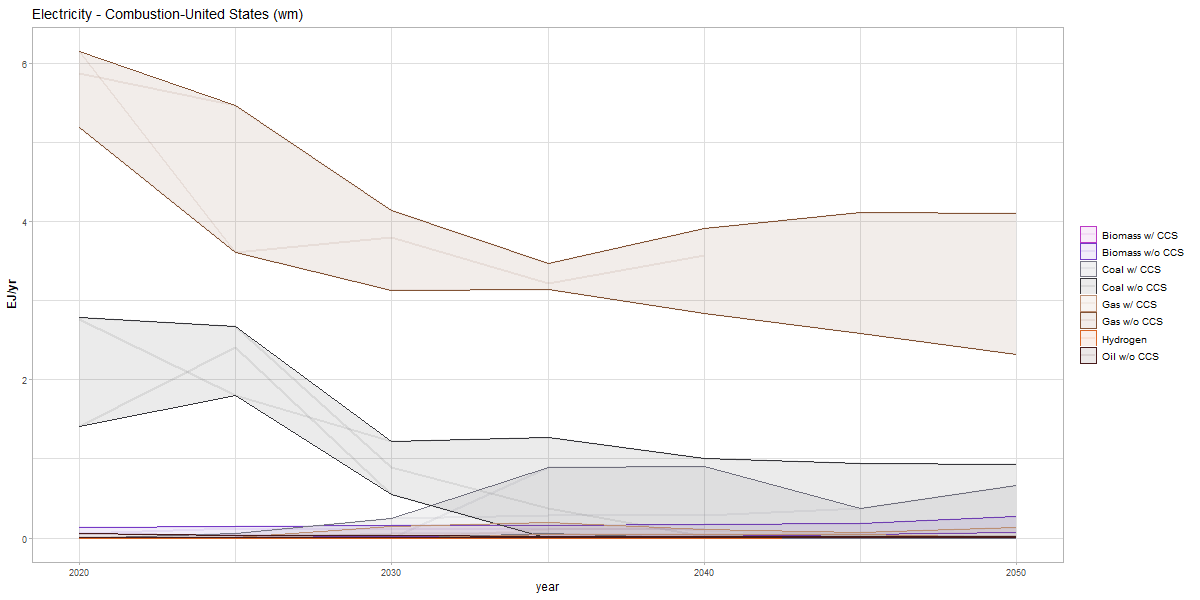 Electricity - Combustion-United States (wm)
6
4
2
0
EJ/yr
2020
2030
2040
2050
year
Biomass w/ CCS
Biomass w/o CCS
Coal w/ CCS
Coal w/o CCS
Gas w/ CCS
Gas w/o CCS
Hydrogen
Oil w/o CCS